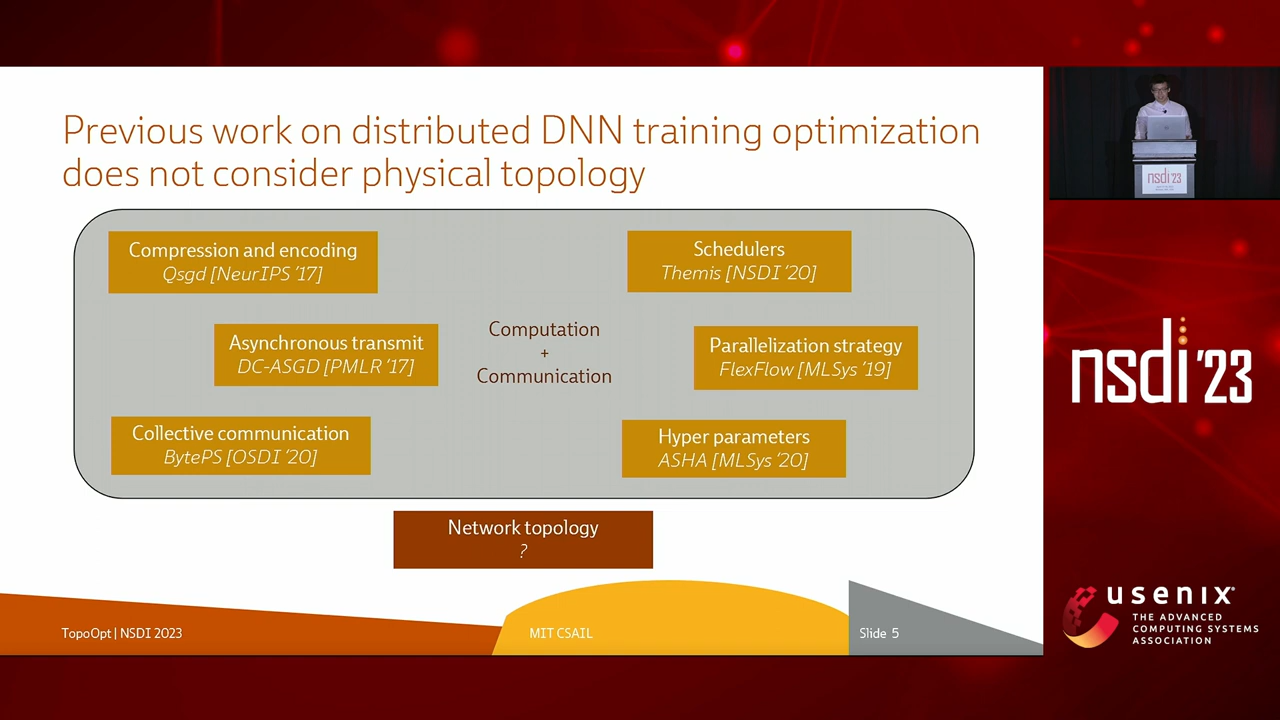 Previous work on distributed DNN training optimization
does not consider physical topology
Compression and encoding
Qsgd [NeurIPS ’17]
Schedulers
Themis [NSDI ’20]
Asynchronous transmit
DC-ASGD [PMLR ’17]
Computation
+
Communication
Parallelization strategy
FlexFlow [MLSys ’19]
Collective communication
BytePS [OSDI ’20]
Hyper parameters
ASHA [MLSys ’20]
Network topology
?
TopoOpt | NSDI 2023
MIT CSAIL
Slide 5
nsdi ’23
nsdi ’23
usenix®
THE ADVANCED
COMPUTING SYSTEMS
ASSOCIATION